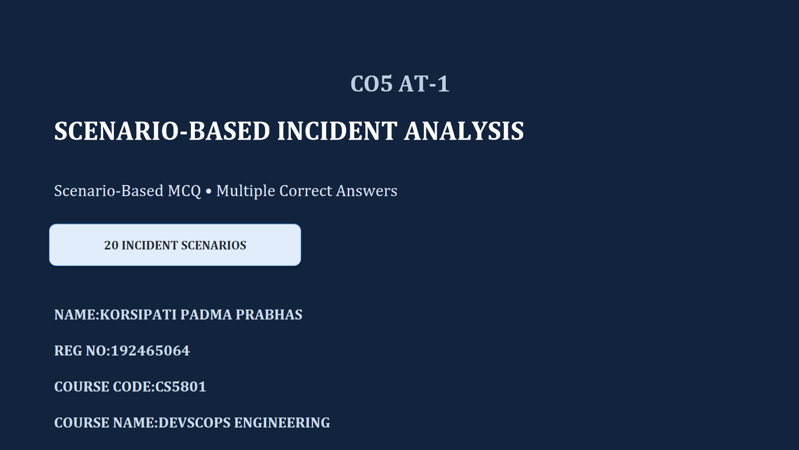 CO5 AT-1
SCENARIO-BASED INCIDENT ANALYSIS
Scenario-Based MCQ • Multiple Correct Answers
20 INCIDENT SCENARIOS
NAME:KORSIPATI PADMA PRABHAS
REG NO:192465064
COURSE CODE:CS5801
COURSE NAME:DEVSCOPS ENGINEERING